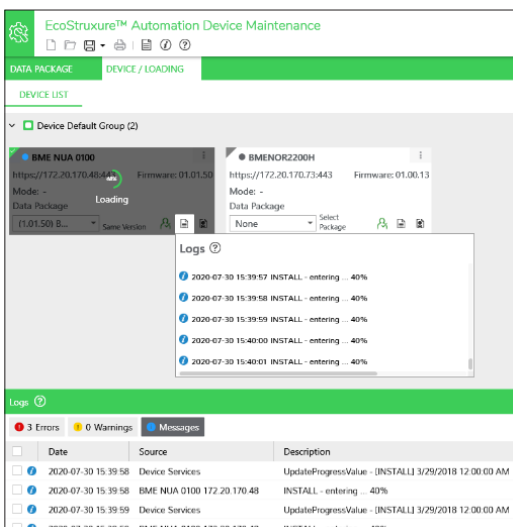 EcoStruxure™ Automation Device Maintenance
DATA PACKAGE DEVICE / LOADING
DEVICE LIST
Device Default Group (2)
BME NUA 0100
https://172.20.170.48:443 Firmware: 01.01.50
Mode: -
Loading
Data Package
(1.01.50) B... Same Version
BMENOR2200H
https://172.20.170.73:443 Firmware: 01.00.13
Mode: -
Data Package
None Select Package
Logs
2020-07-30 15:39:57 INSTALL - entering ... 40%
2020-07-30 15:39:58 INSTALL - entering ... 40%
2020-07-30 15:39:59 INSTALL - entering ... 40%
2020-07-30 15:40:00 INSTALL - entering ... 40%
2020-07-30 15:40:01 INSTALL - entering ... 40%
Logs
3 Errors 0 Warnings Messages
Date Source Description
2020-07-30 15:39:58 Device Services UpdateProgressValue - [INSTALL] 3/29/2018 12:00:00 AM
2020-07-30 15:39:58 BME NUA 0100 172.20.170.48 INSTALL - entering ... 40%
2020-07-30 15:39:59 Device Services UpdateProgressValue - [INSTALL] 3/29/2018 12:00:00 AM